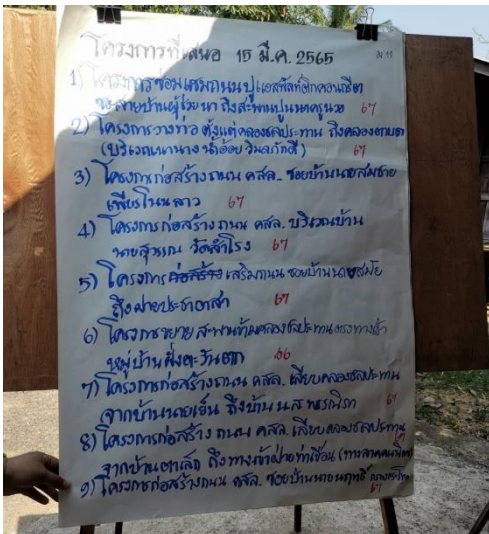 โครงการที่เสนอ 15 มี.ค. 2565
1) โครงการซ่อมแซมถนนปูแอสฟัลท์ติกคอนกรีต
สายบ้านผู้ใหญ่ ถึงสะพานปูน 67
2) โครงการวางท่อ ตั้งแต่คลองชลประทาน ถึงคลองตาบด
(บริเวณนานาง น้ำอ้อย วิมลภักดี) 67
3) โครงการก่อสร้างถนน คสล. ซอยบ้านนายสมชาย
เพียรโนนลาว 67
4) โครงการก่อสร้างถนน คสล. บริเวณบ้าน
นายสุวรรณ วัดสำโรง 67
5) โครงการก่อสร้าง เสริมถนน ซอยบ้านนายสมัย
ถึงฝายประชาอาสา 67
6) โครงการขยายสะพานข้ามคลองชลประทานตรงทางเข้า
หมู่บ้านฝั่งตะวันตก 66
7) โครงการก่อสร้างถนน คสล. เลียบคลองชลประทาน
จากบ้านนายเย็น ถึงบ้าน 67
8) โครงการก่อสร้าง ถนน คสล. เลียบคลองชลประทาน 67
จากบ้านตาเล็ก ถึงทางเข้าฝายท่าเขื่อน
9) โครงการก่อสร้างถนน คสล. ซอยบ้านนาย 67